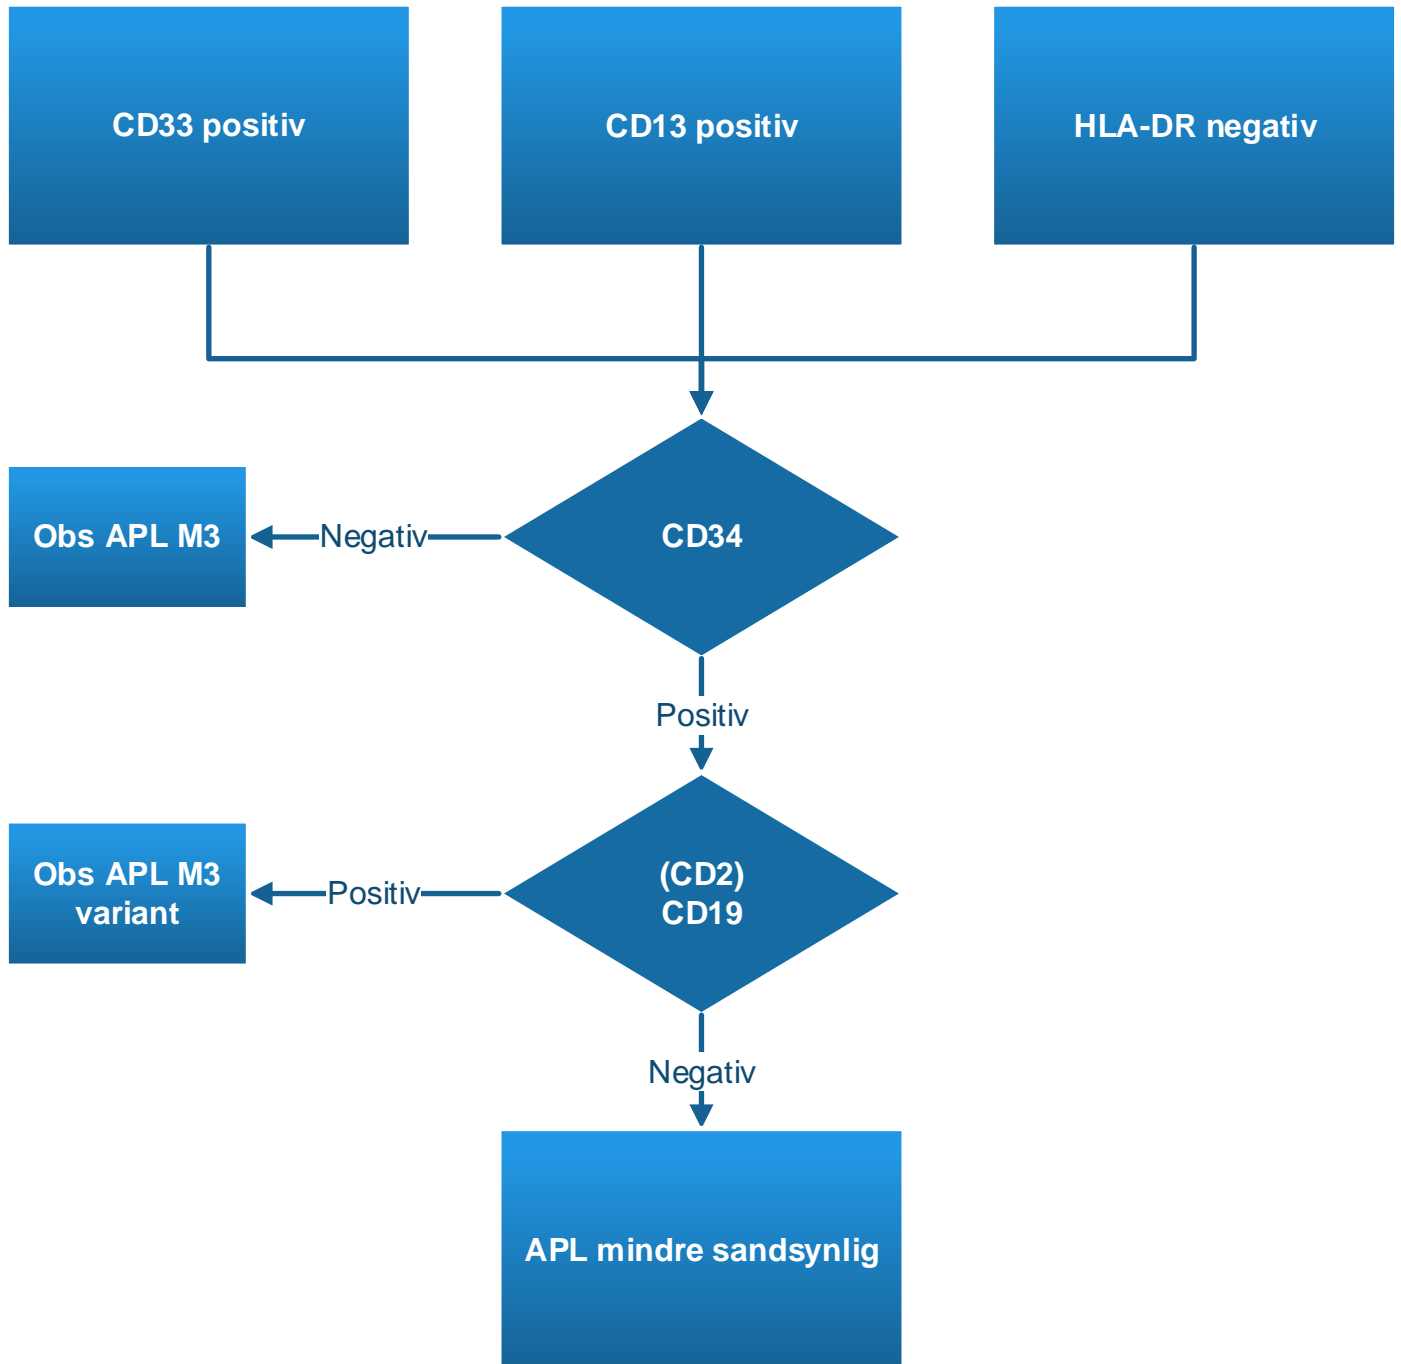 CD33 positiv
CD13 positiv
HLA-DR negativ
CD34
Negativ
Obs APL M3
Positiv
(CD2)
CD19
Positiv
Obs APL M3
variant
Negativ
APL mindre sandsynlig